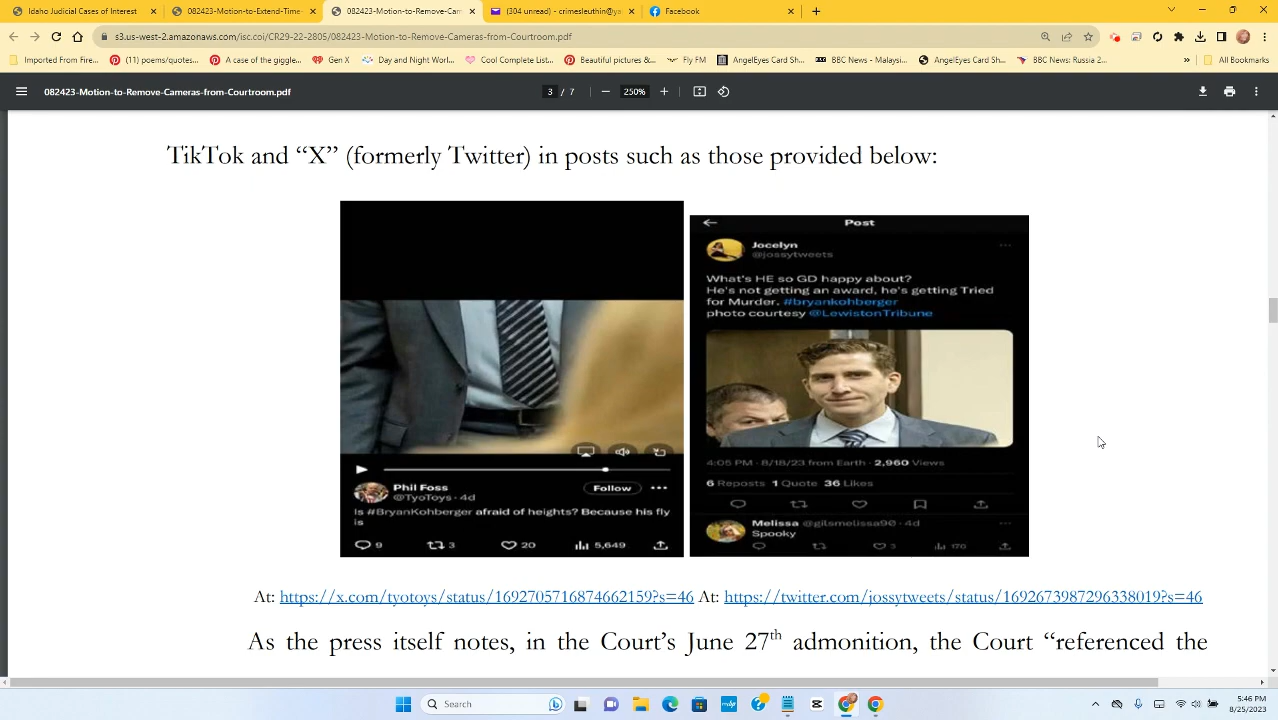 Idaho Judicial Cases of Interest
082423-Motion-to-Extend-Time-
082423-Motion-to-Remove-Cam
(304 unread) - crimesleuthin@ya
Facebook
s3.us-west-2.amazonaws.com/isc.coi/CR29-22-2805/082423-Motion-to-Remove-Cameras-from-Courtroom.pdf
Imported From Fire...
(11) poems/quotes...
A case of the ging...
Gen X
Day and Night Worl...
Cool Complete List...
Beautiful pictures &...
Fly FM
AngelEyes Card Sh...
BBC News - Malaysi...
AngelEyes Card Sh...
BBC News: Russia 2...
»
All Bookmarks
082423-Motion-to-Remove-Cameras-from-Courtroom.pdf
3 / 7
250%
TikTok and “X” (formerly Twitter) in posts such as those provided below:
Phil Foss
@TyoToys · 4d
Follow
Is #BryanKohberger afraid of heights? Because his fly
is
9
3
20
5,649
Post
Jocelyn
@jossytweets
What's HE so GD happy about?
He's not getting an award, he's getting Tried
for Murder. #bryankohberger
photo courtesy @LewistonTribune
4:05 PM · 8/18/23 from Earth · 2,960 Views
6 Reposts 1 Quote 36 Likes
Melissa @gilsmelissa90 · 4d
Spooky
3
176
At: https://x.com/tyotoys/status/1692705716874662159?s=46 At: https://twitter.com/jossytweets/status/1692673987296338019?s=46
As the press itself notes, in the Court’s June 27th admonition, the Court “referenced the
Search
5:46 PM
8/25/2023